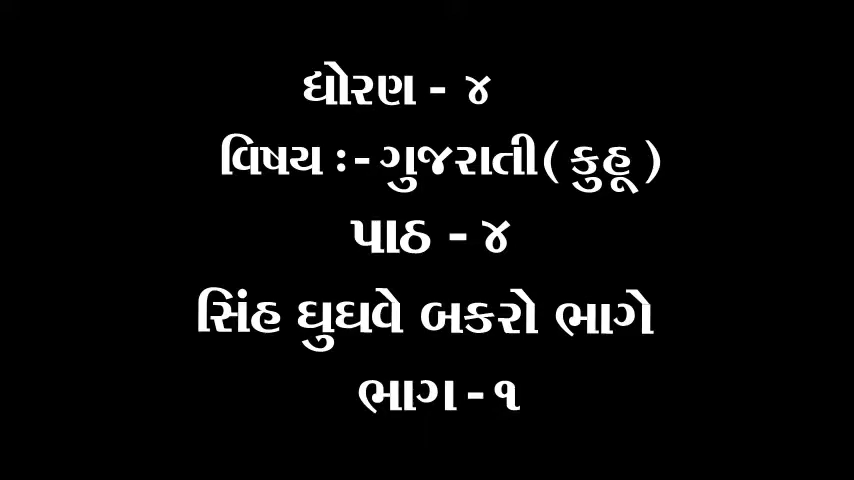 ધોરણ - ૪
વિષય :- ગુજરાતી( કુહૂ )
પાઠ - ૪
સિંહ ઘુઘવે બકરો ભાગે
ભાગ - ૧